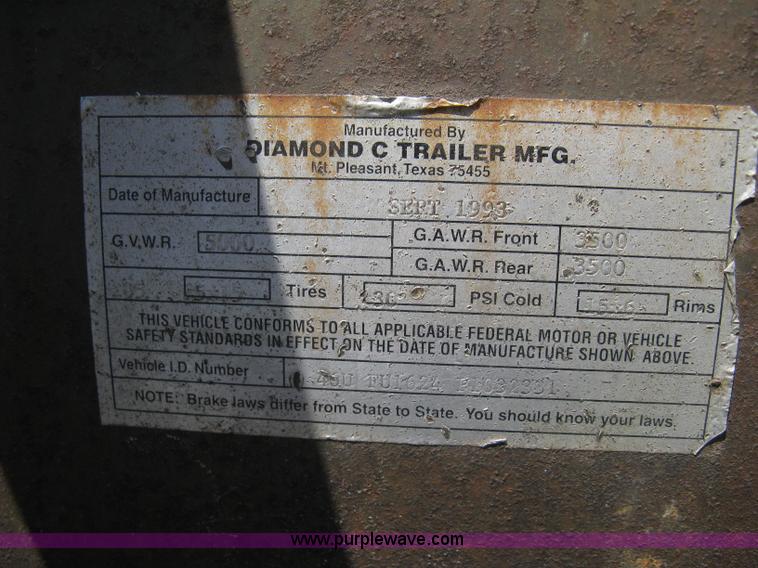 Manufactured By
DIAMOND C TRAILER MFG.
Mt. Pleasant, Texas 75455
Date of Manufacture SEPT 1993
G.V.W.R. 5000 G.A.W.R. Front 3500
G.A.W.R. Rear 3500
Tires PSI Cold Rims
THIS VEHICLE CONFORMS TO ALL APPLICABLE FEDERAL MOTOR OR VEHICLE
SAFETY STANDARDS IN EFFECT ON THE DATE OF MANUFACTURE SHOWN ABOVE.
Vehicle I.D. Number
NOTE: Brake laws differ from State to State. You should know your laws.
www.purplewave.com